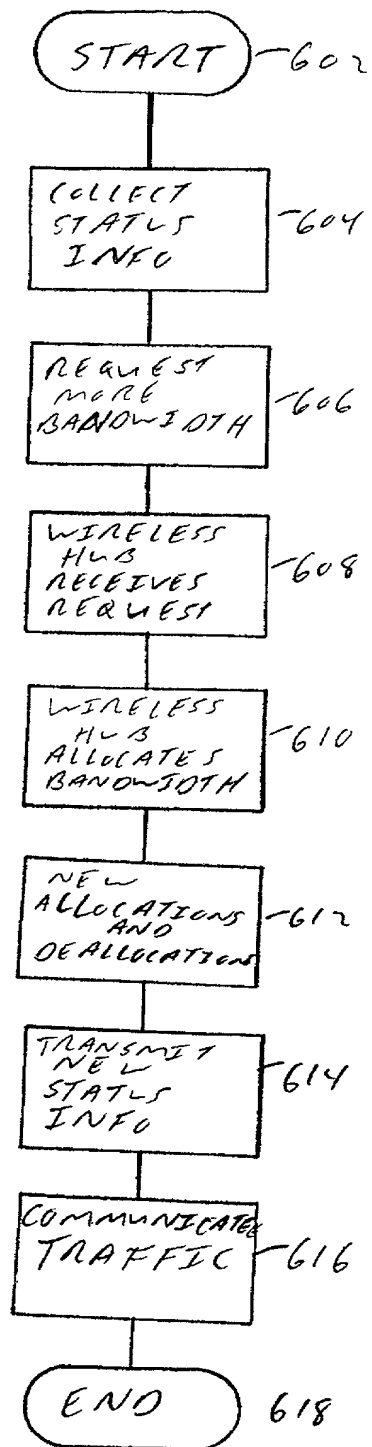 START 602
COLLECT
STATUS
INFO
604
REQUEST
MORE
BANDWIDTH
606
WIRELESS
HUB
RECEIVES
REQUEST
608
WIRELESS
HUB
ALLOCATES
BANDWIDTH
610
NEW
ALLOCATIONS
AND
DEALLOCATIONS
612
TRANSMIT
NEW
STATUS
INFO
614
COMMUNICATE
TRAFFIC
616
END 618